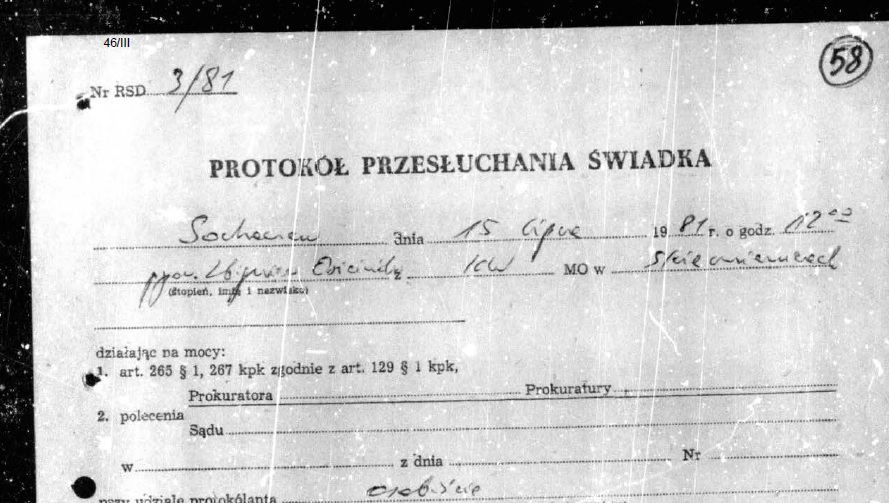 46/III
58
Nr RSD 3/81
PROTOKÓŁ PRZESŁUCHANIA ŚWIADKA
Sochaczew dnia 15 lipca 1981 r. o godz. 12 00
ppor. Zbigniew z KW MO w Skierniewicach
(stopień, imię i nazwisko)
działając na mocy:
1. art. 265 § 1, 267 kpk zgodnie z art. 129 § 1 kpk,
Prokuratora Prokuratury
2. polecenia
Sądu
w z dnia Nr
przy udziale protokólanta osobiście